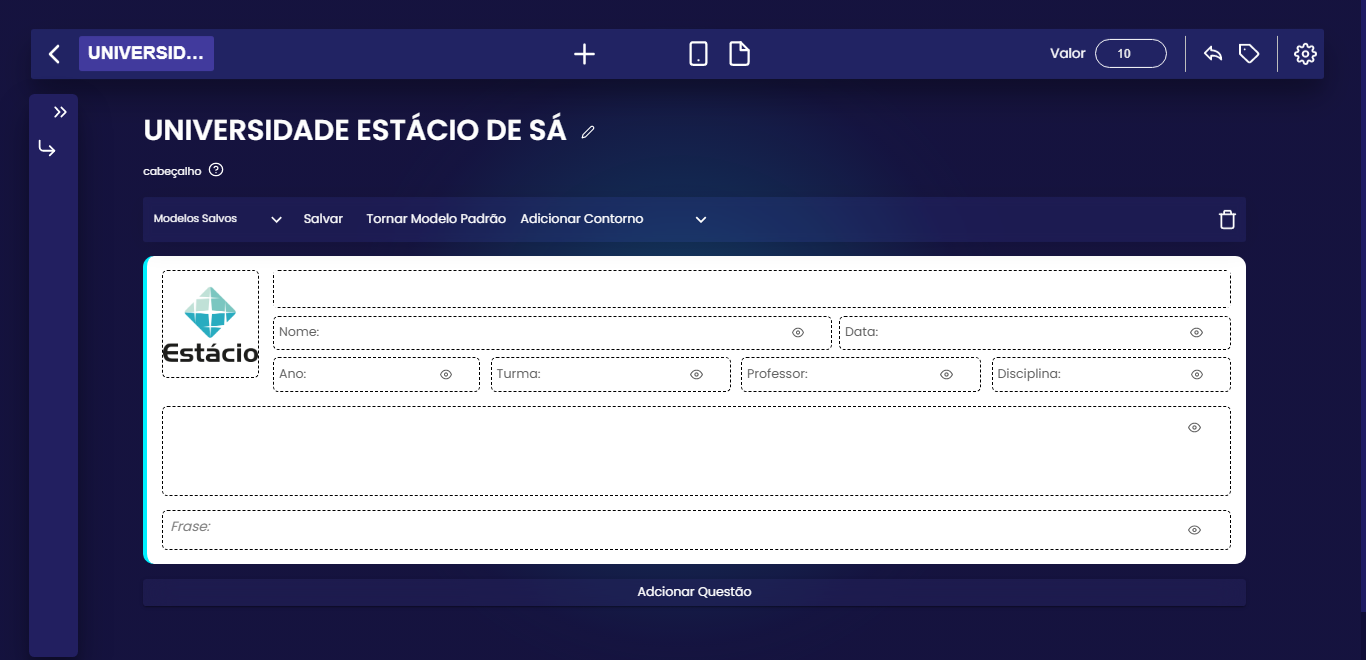 UNIVERSID...
Valor 10
UNIVERSIDADE ESTÁCIO DE SÁ
cabeçalho
Modelos Salvos Salvar Tornar Modelo Padrão Adicionar Contorno
Estácio
Nome: Data:
Ano: Turma: Professor: Disciplina:
Frase:
Adcionar Questão